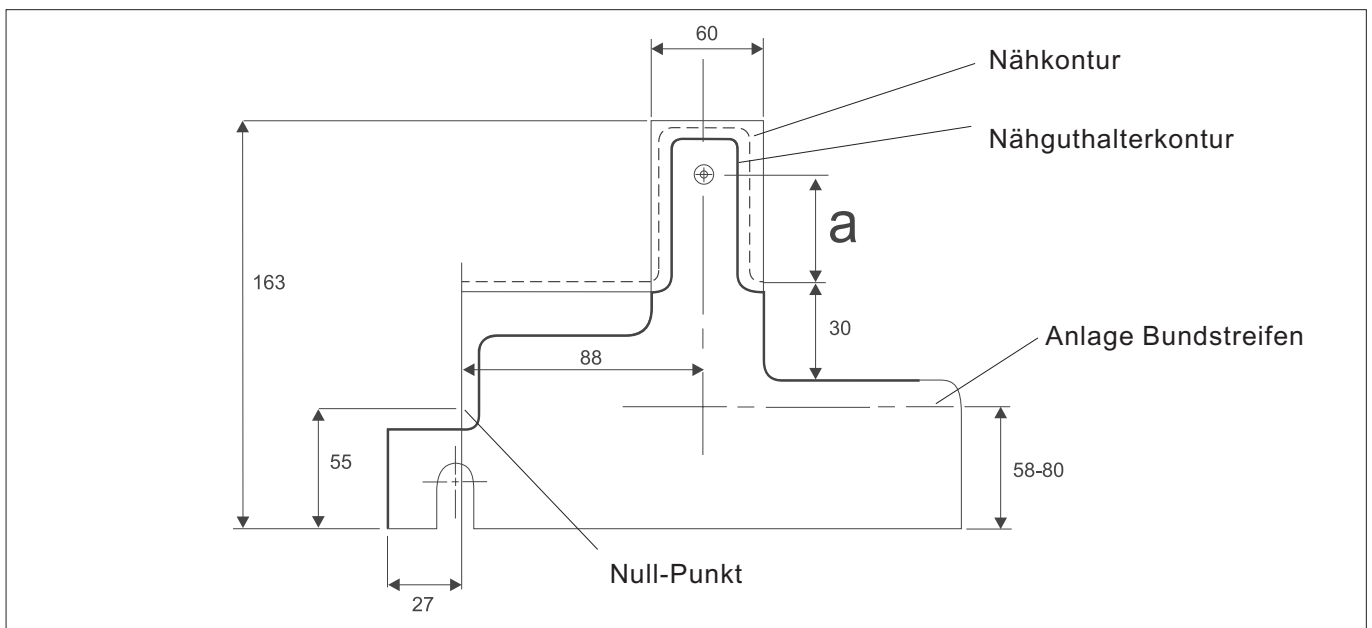 60
Nähkontur
Nähguthalterkontur
a
163
30
Anlage Bundstreifen
88
55
58-80
Null-Punkt
27